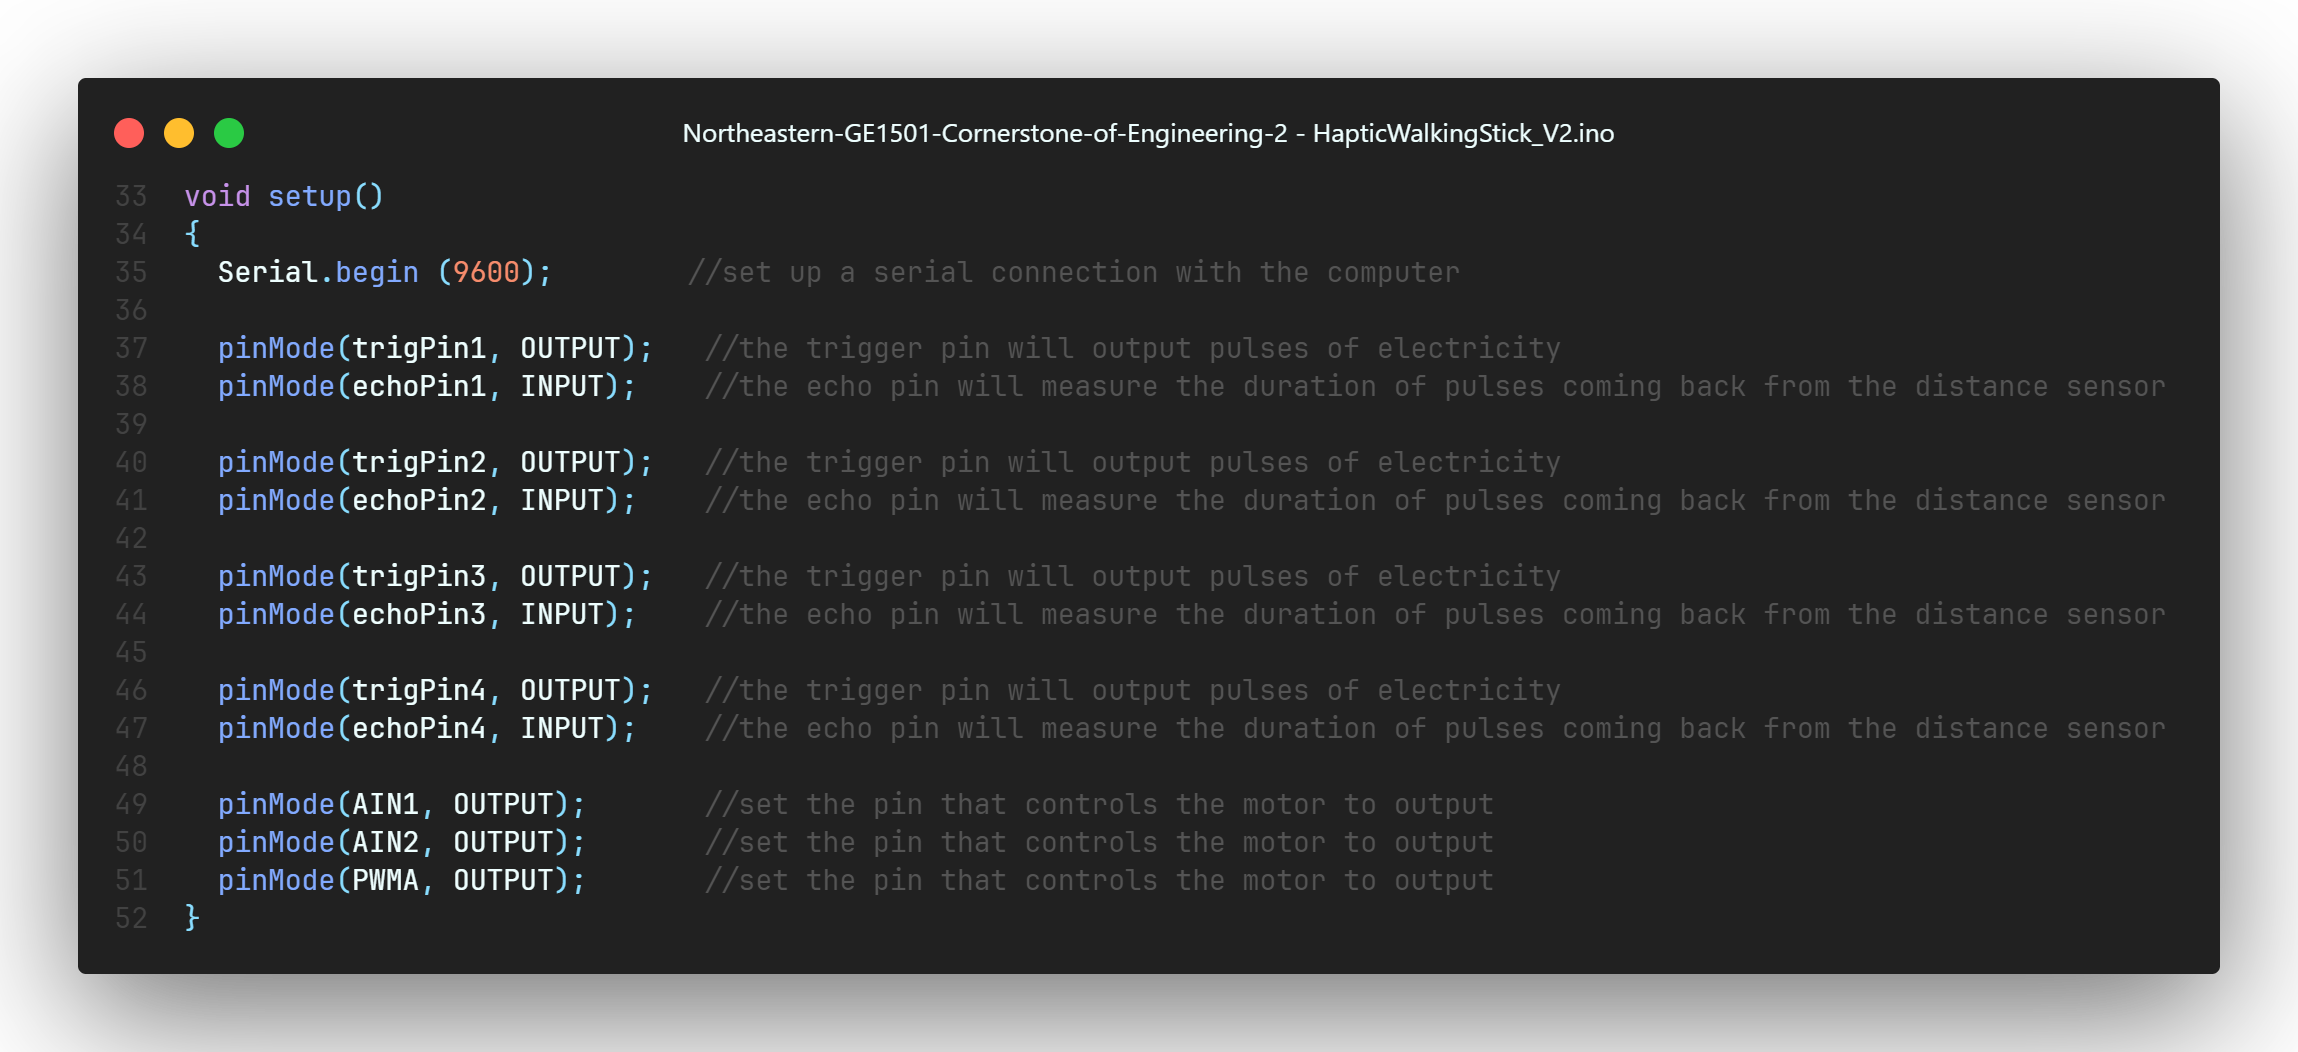 Northeastern-GE1501-Cornerstone-of-Engineering-2 - HapticWalkingStick_V2.ino
33 void setup()
34 {
35   Serial.begin (9600);        //set up a serial connection with the computer
36
37   pinMode(trigPin1, OUTPUT);   //the trigger pin will output pulses of electricity
38   pinMode(echoPin1, INPUT);    //the echo pin will measure the duration of pulses coming back from the distance sensor
39
40   pinMode(trigPin2, OUTPUT);   //the trigger pin will output pulses of electricity
41   pinMode(echoPin2, INPUT);    //the echo pin will measure the duration of pulses coming back from the distance sensor
42
43   pinMode(trigPin3, OUTPUT);   //the trigger pin will output pulses of electricity
44   pinMode(echoPin3, INPUT);    //the echo pin will measure the duration of pulses coming back from the distance sensor
45
46   pinMode(trigPin4, OUTPUT);   //the trigger pin will output pulses of electricity
47   pinMode(echoPin4, INPUT);    //the echo pin will measure the duration of pulses coming back from the distance sensor
48
49   pinMode(AIN1, OUTPUT);       //set the pin that controls the motor to output
50   pinMode(AIN2, OUTPUT);       //set the pin that controls the motor to output
51   pinMode(PWMA, OUTPUT);       //set the pin that controls the motor to output
52 }